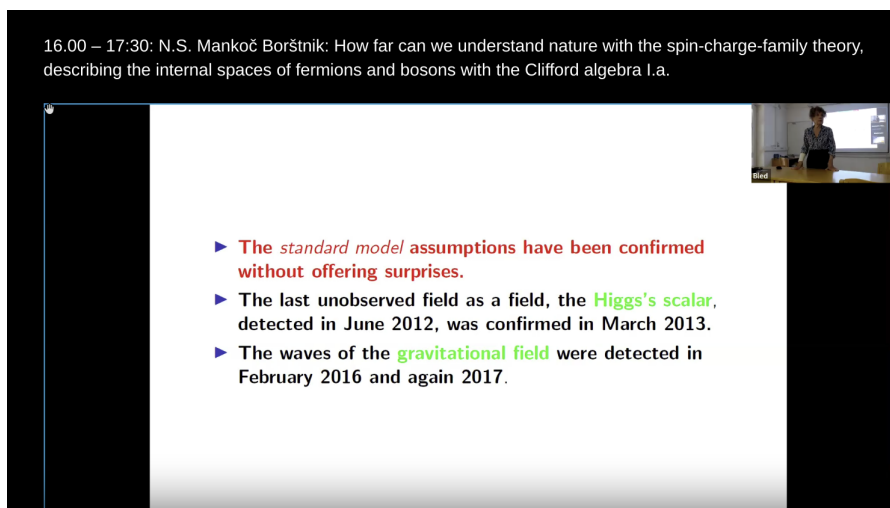 16.00 – 17:30: N.S. Mankoč Borštnik: How far can we understand nature with the spin-charge-family theory,
describing the internal spaces of fermions and bosons with the Clifford algebra I.a.
Bled
The standard model assumptions have been confirmed
without offering surprises.
The last unobserved field as a field, the Higgs's scalar,
detected in June 2012, was confirmed in March 2013.
The waves of the gravitational field were detected in
February 2016 and again 2017.